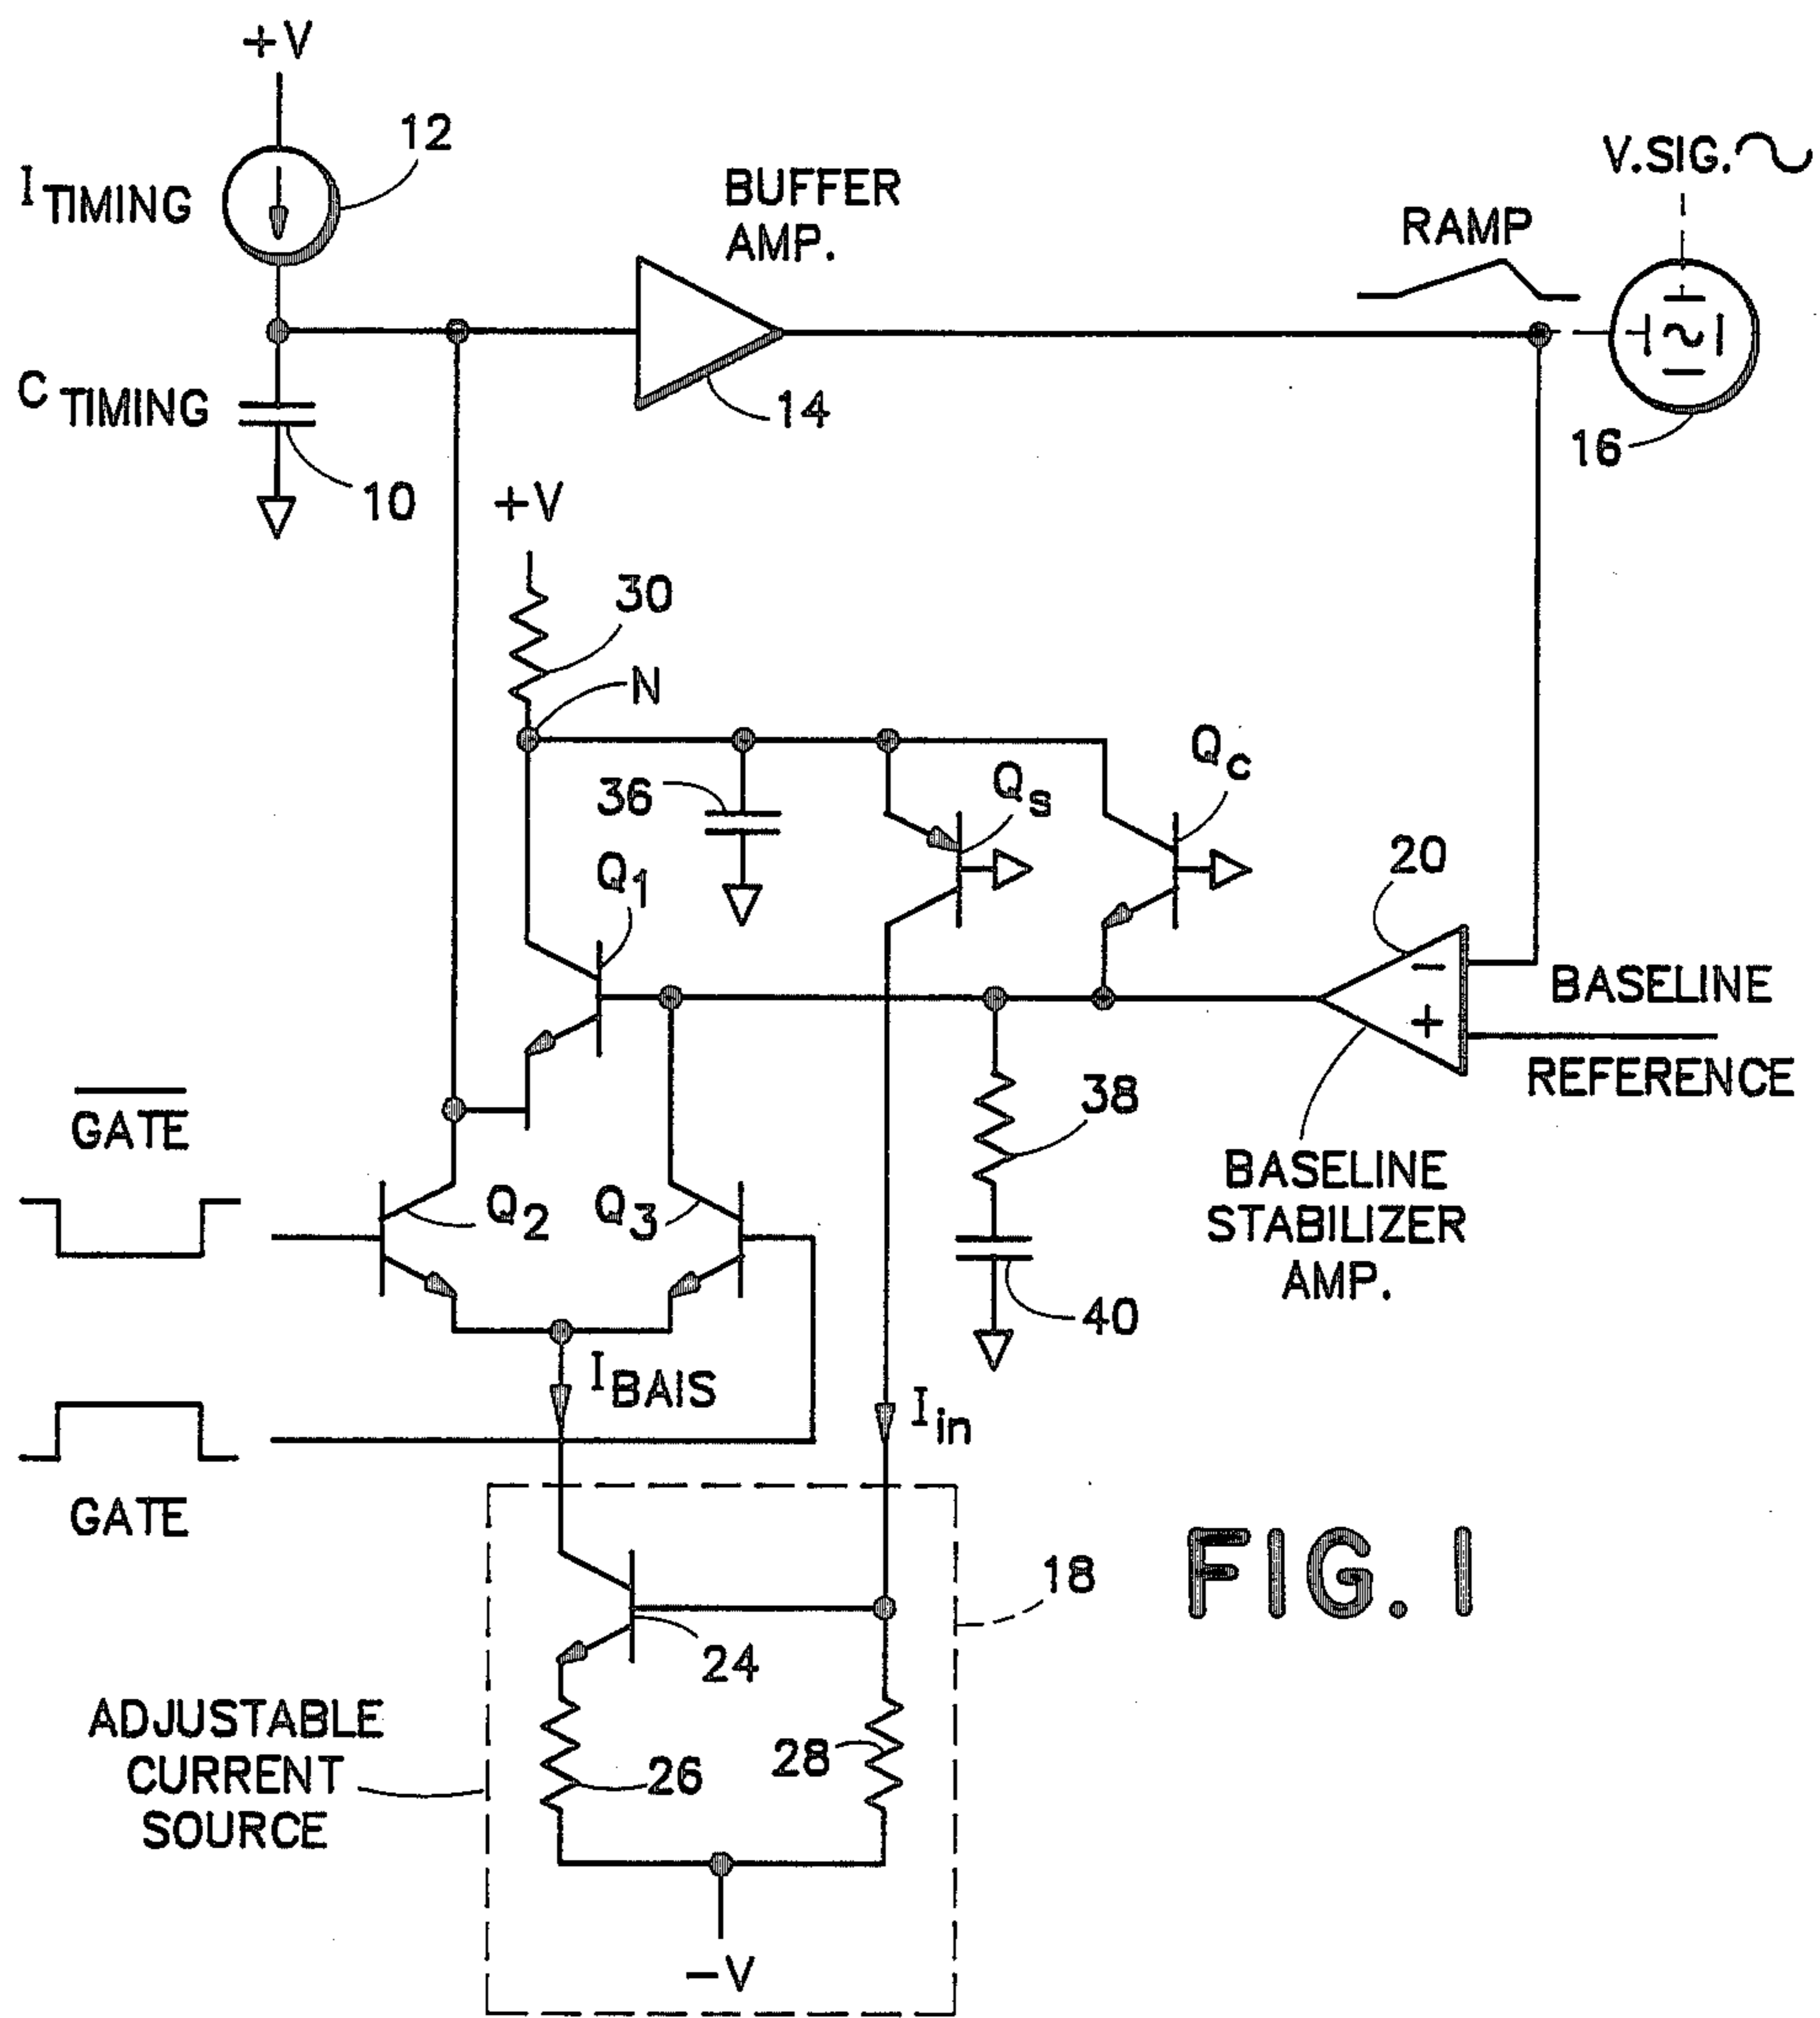 +V
12
I TIMING
BUFFER
AMP.
V.SIG.
RAMP
C TIMING
10
14
16
+V
30
N
36
Qs
Qc
Q1
20
−
+
BASELINE
REFERENCE
GATE
38
BASELINE
STABILIZER
AMP.
Q2
Q3
40
I BAIS
Iin
GATE
18
FIG. 1
24
ADJUSTABLE
CURRENT
SOURCE
26
28
−V